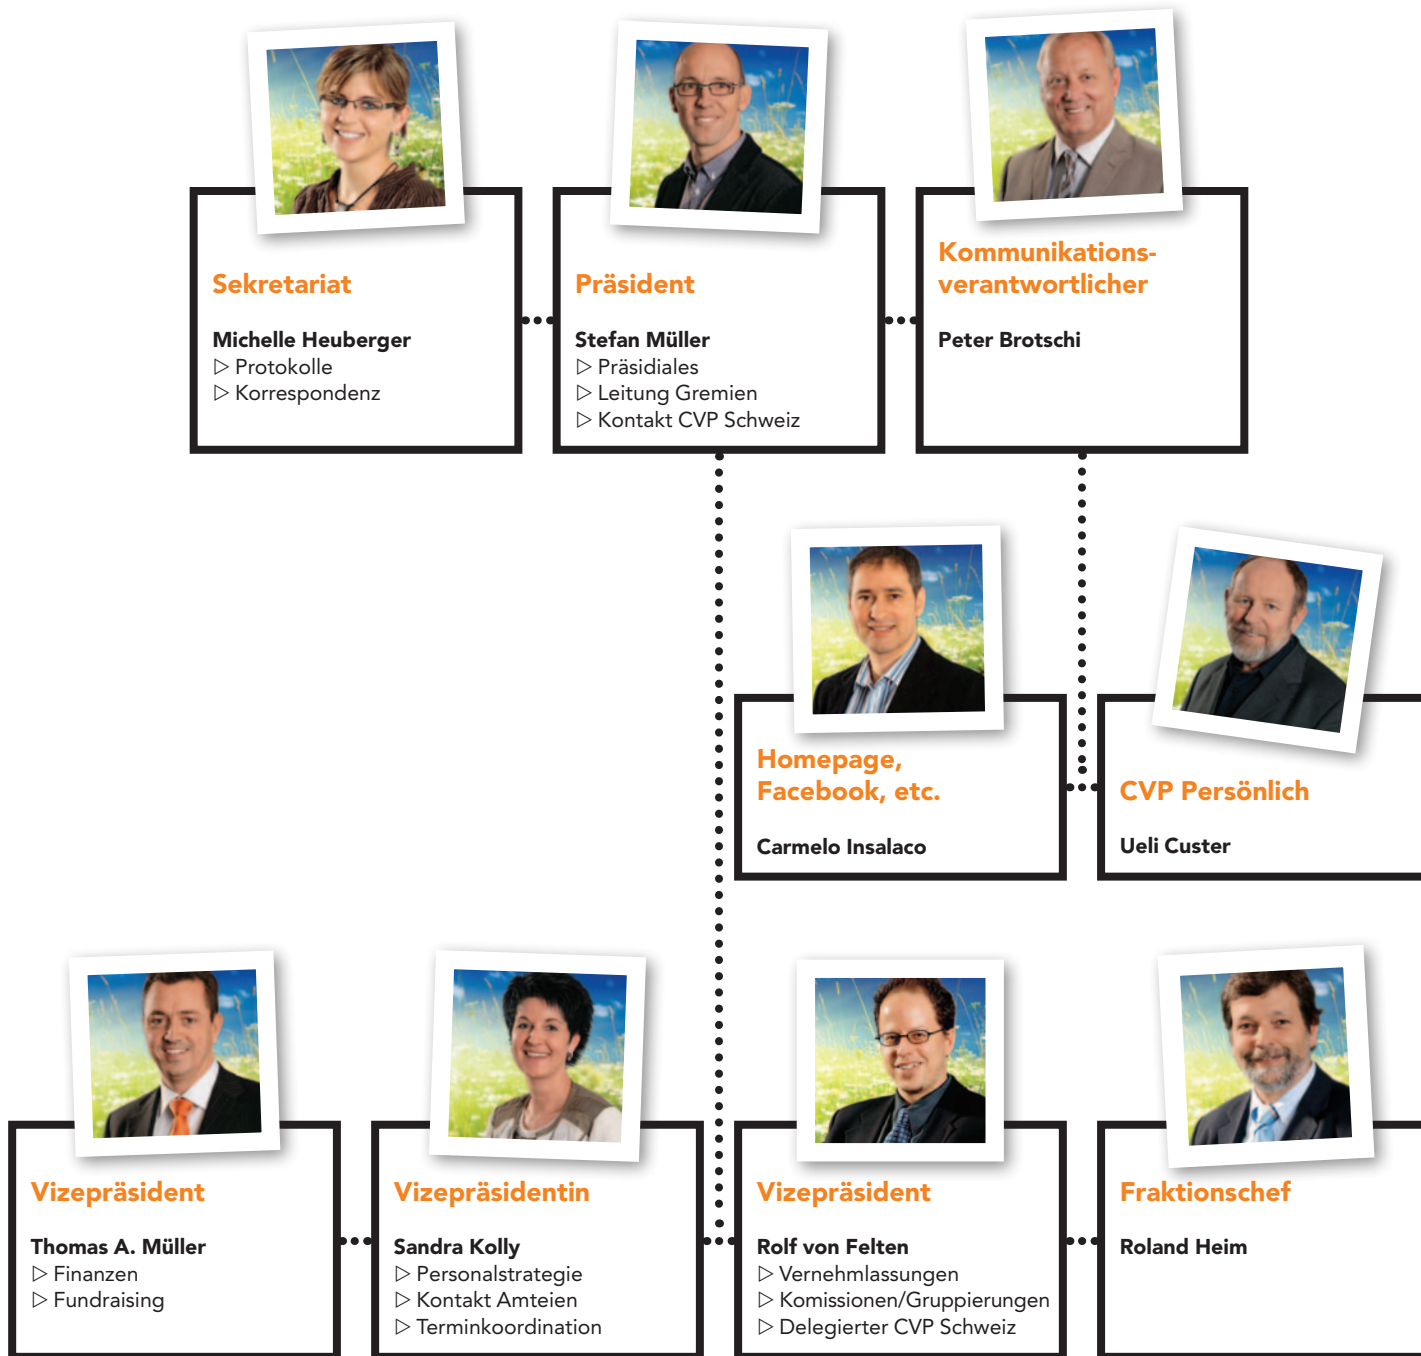 Sekretariat
Michelle Heuberger
▷ Protokolle
▷ Korrespondenz
Präsident
Stefan Müller
▷ Präsidiales
▷ Leitung Gremien
▷ Kontakt CVP Schweiz
Kommunikations-
verantwortlicher
Peter Brotschi
Homepage,
Facebook, etc.
Carmelo Insalaco
CVP Persönlich
Ueli Custer
Vizepräsident
Thomas A. Müller
▷ Finanzen
▷ Fundraising
Vizepräsidentin
Sandra Kolly
▷ Personalstrategie
▷ Kontakt Amteien
▷ Terminkoordination
Vizepräsident
Rolf von Felten
▷ Vernehmlassungen
▷ Komissionen/Gruppierungen
▷ Delegierter CVP Schweiz
Fraktionschef
Roland Heim